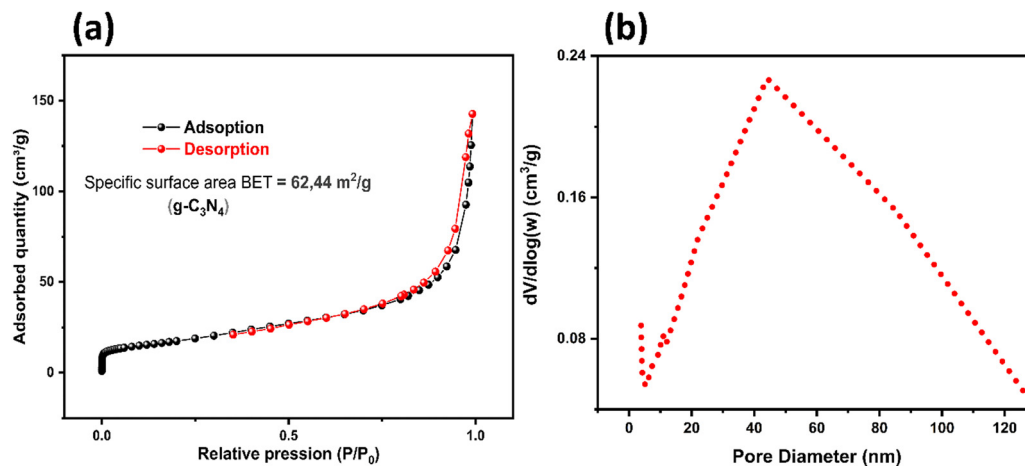 (a)
Adsorbed quantity (cm³/g)
150
100
50
0
Adsoption
Desorption
Specific surface area BET = 62,44 m²/g
(g-C₃N₄)
0.0
0.5
1.0
Relative pression (P/P₀)
(b)
dV/dlog(w) (cm³/g)
0.24
0.16
0.08
0
20
40
60
80
100
120
Pore Diameter (nm)